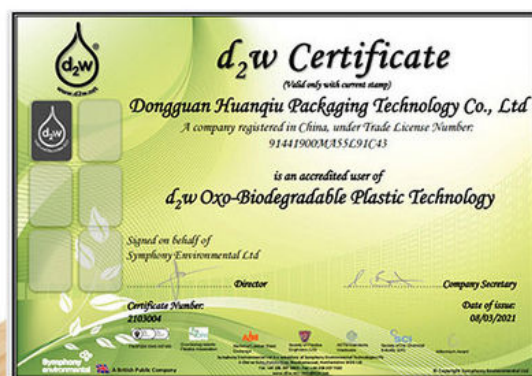 d₂w
®
www.d2w.net
d₂w Certificate
(Valid only with current stamp)
Dongguan Huanqiu Packaging Technology Co., Ltd
A company registered in China, under Trade License Number:
91441900MA55L91C43
is an accredited user of
d₂w Oxo-Biodegradable Plastic Technology
Signed on behalf of
Symphony Environmental Ltd
Director
Company Secretary
Certificate Number:
2103004
Date of issue:
08/03/2021
Symphony
environmental
A British Public Company
© Copyright Symphony Environmental Ltd